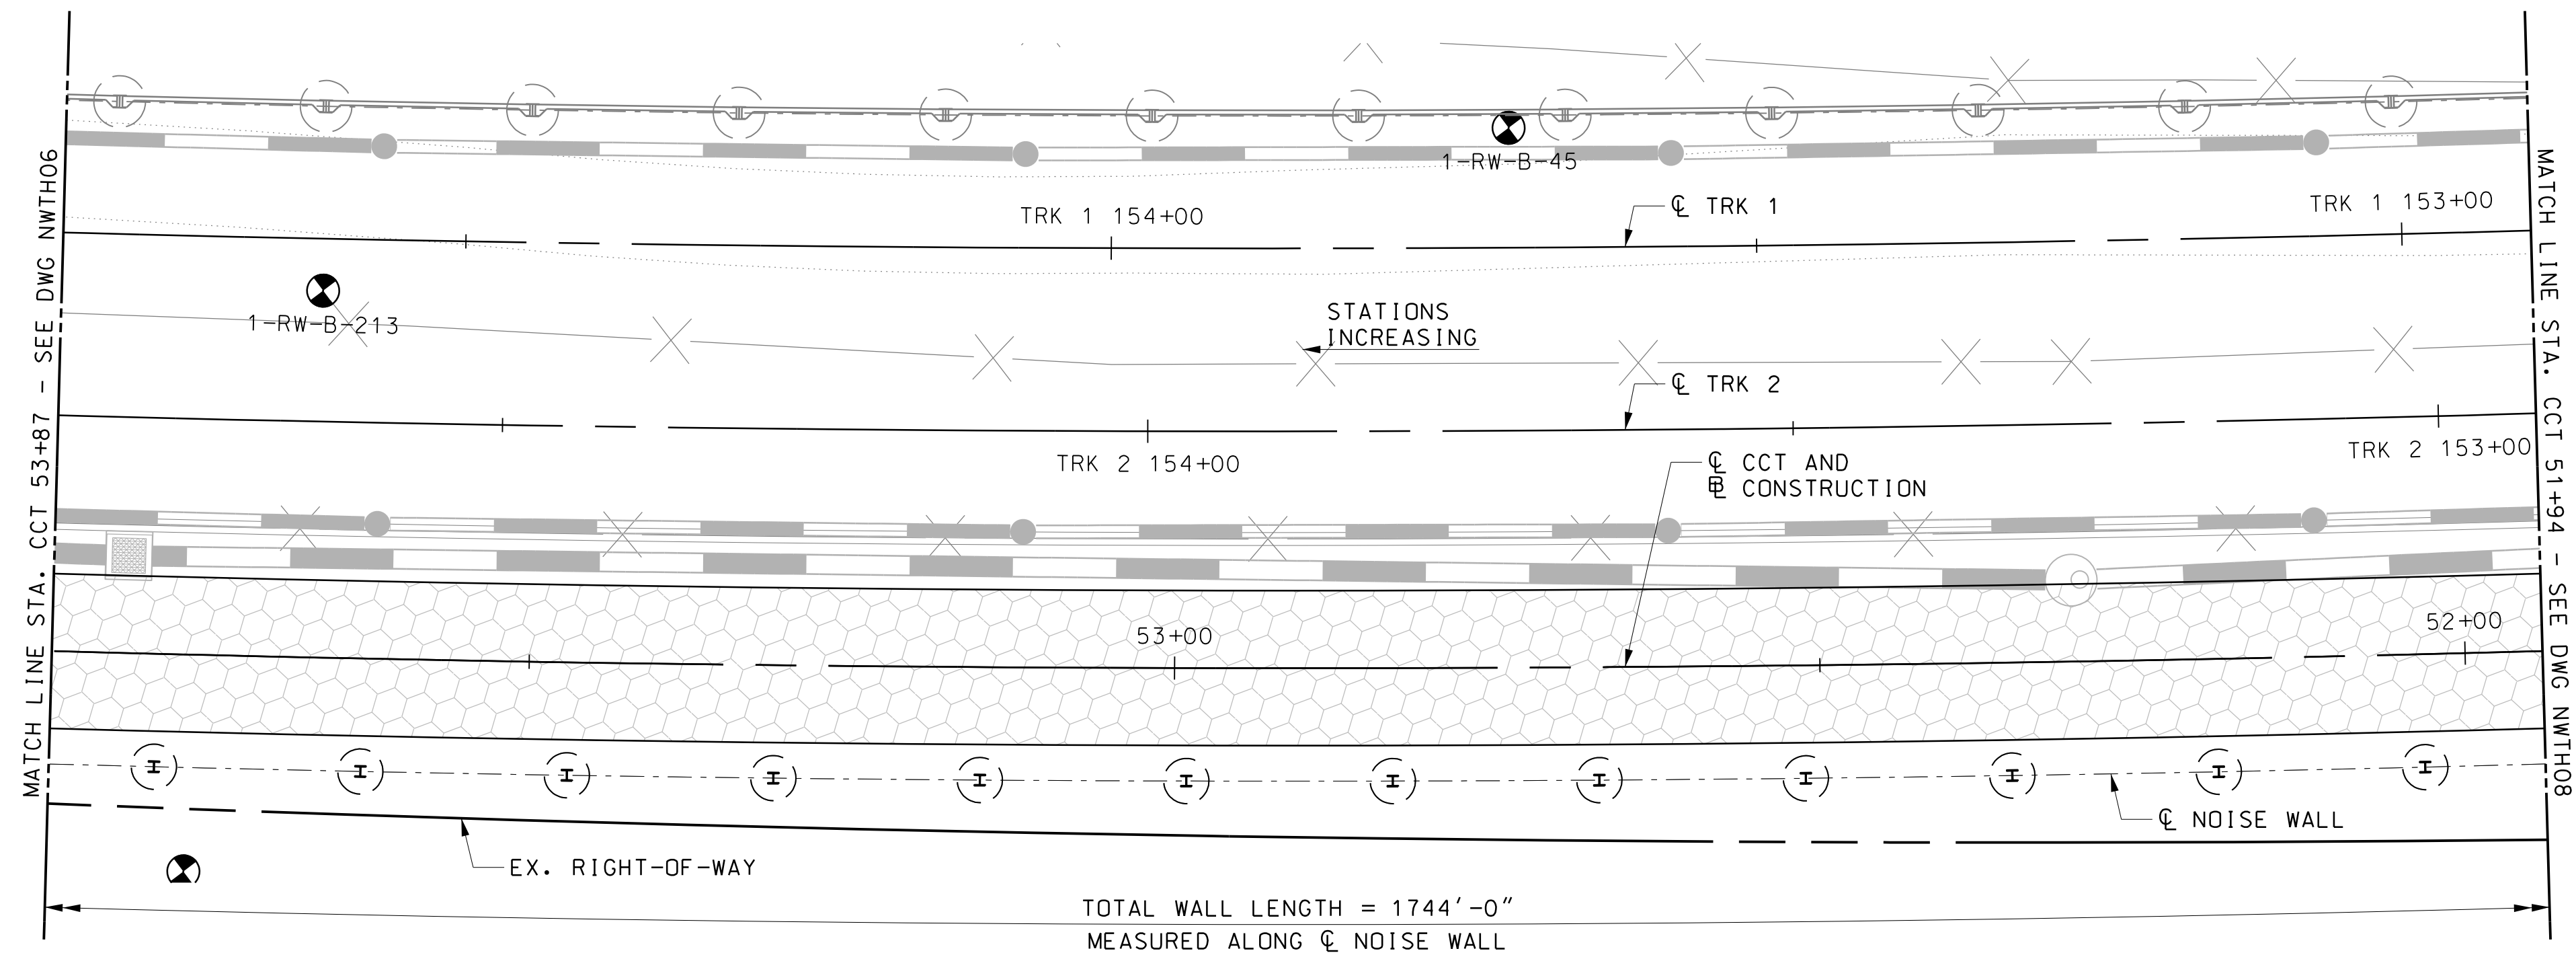 MATCH LINE STA. CCT 53+87 - SEE DWG NWTH06
1-RW-B-45
TRK 1 154+00
℄ TRK 1
TRK 1 153+00
1-RW-B-213
STATIONS
INCREASING
℄ TRK 2
TRK 2 154+00
TRK 2 153+00
℄ CCT AND
BL CONSTRUCTION
53+00
52+00
℄ NOISE WALL
EX. RIGHT-OF-WAY
TOTAL WALL LENGTH = 1744'-0"
MEASURED ALONG ℄ NOISE WALL
MATCH LINE STA. CCT 51+94 - SEE DWG NWTH08